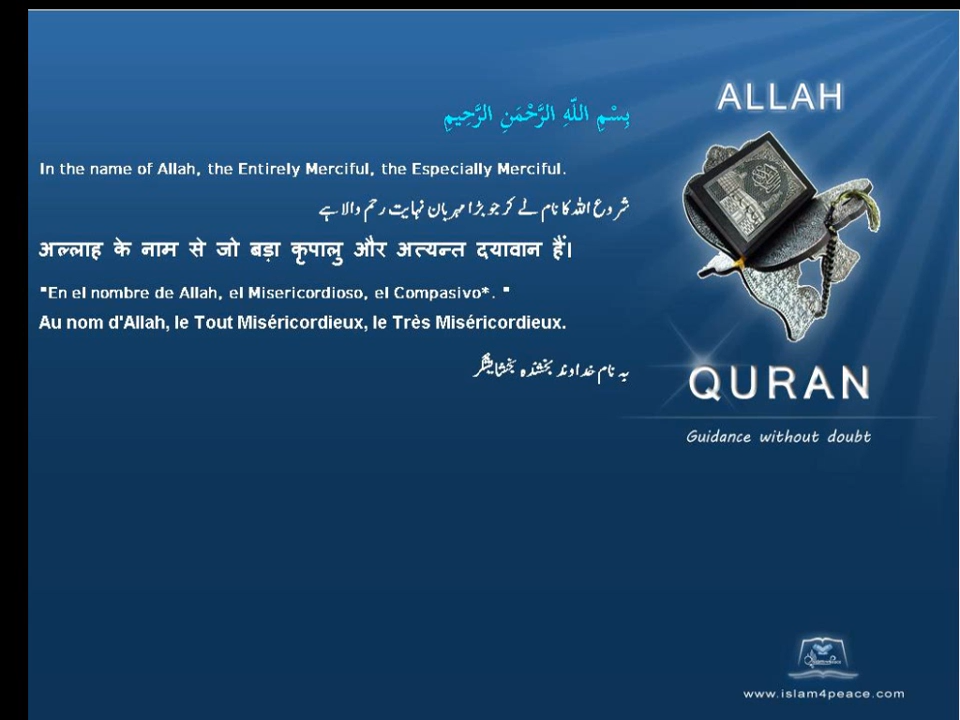 بِسْمِ اللَّهِ الرَّحْمَنِ الرَّحِيمِ
In the name of Allah, the Entirely Merciful, the Especially Merciful.
شروع اللہ کا نام لے کر جو بڑا مہربان نہایت رحم والا ہے
अल्लाह के नाम से जो बड़ा कृपालु और अत्यन्त दयावान हैं।
"En el nombre de Allah, el Misericordioso, el Compasivo*. "
Au nom d'Allah, le Tout Miséricordieux, le Très Miséricordieux.
به نام خداوند بخشنده بخشایشگر
ALLAH
QURAN
Guidance without doubt
www.islam4peace.com